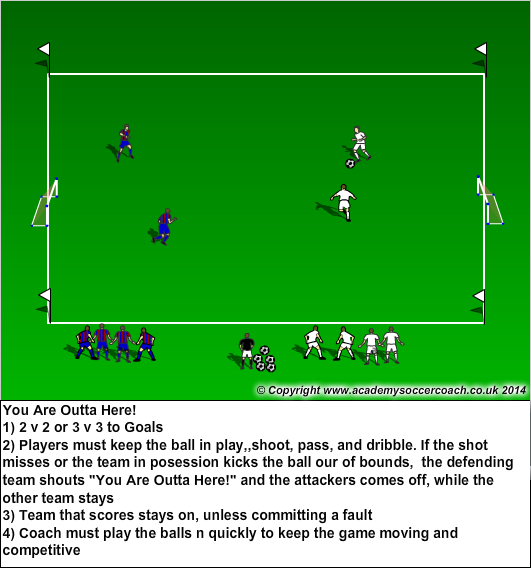 © Copyright www.academysoccercoach.co.uk 2014
You Are Outta Here!
1) 2 v 2 or 3 v 3 to Goals
2) Players must keep the ball in play,,shoot, pass, and dribble. If the shot
misses or the team in posession kicks the ball our of bounds,  the defending
team shouts "You Are Outta Here!" and the attackers comes off, while the
other team stays
3) Team that scores stays on, unless committing a fault
4) Coach must play the balls n quickly to keep the game moving and
competitive